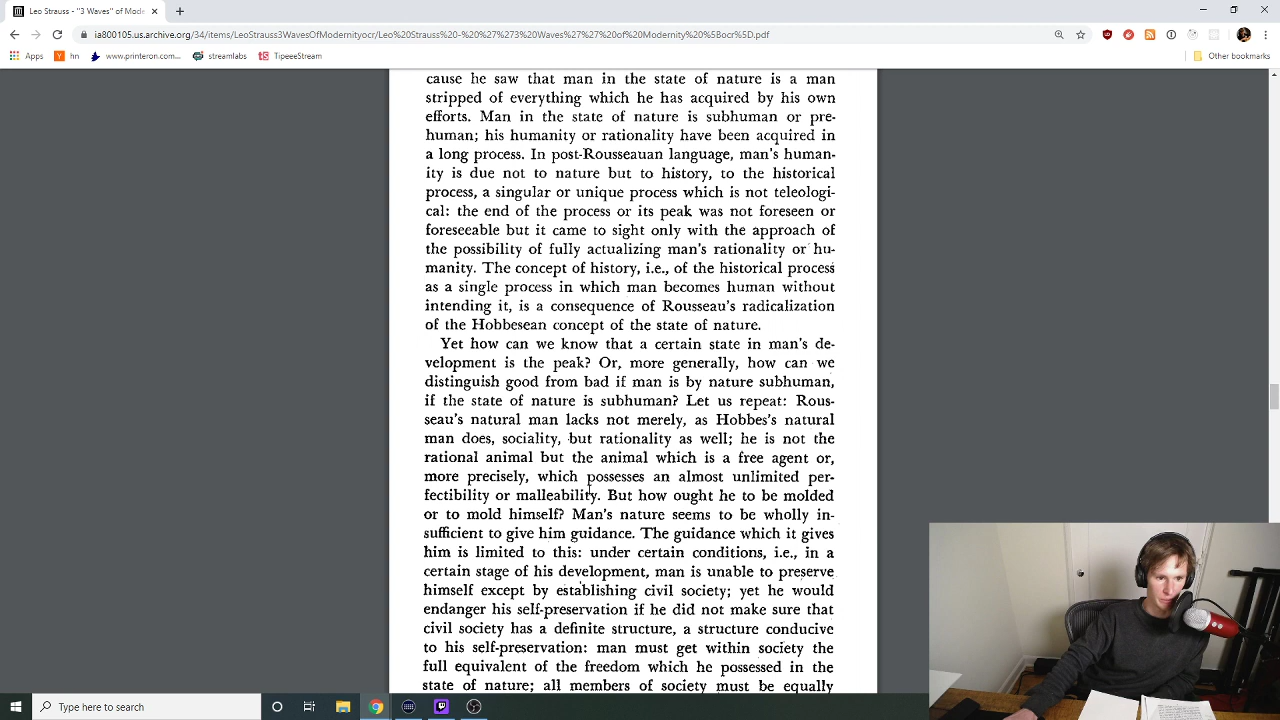 Leo Strauss - "3 Waves" of Mode
ia800105.us.archive.org/34/items/LeoStrauss3WavesOfModernityocr/Leo%20Strauss%20-%20%27%273%20Waves%27%27%20of%20Modernity%20%5Bocr%5D.pdf
Apps hn www.printeron.com... streamlabs TipeeeStream Other bookmarks
cause he saw that man in the state of nature is a man
stripped of everything which he has acquired by his own
efforts. Man in the state of nature is subhuman or pre-
human; his humanity or rationality have been acquired in
a long process. In post-Rousseauan language, man's human-
ity is due not to nature but to history, to the historical
process, a singular or unique process which is not teleologi-
cal: the end of the process or its peak was not foreseen or
foreseeable but it came to sight only with the approach of
the possibility of fully actualizing man's rationality or hu-
manity. The concept of history, i.e., of the historical process
as a single process in which man becomes human without
intending it, is a consequence of Rousseau's radicalization
of the Hobbesean concept of the state of nature.
Yet how can we know that a certain state in man's de-
velopment is the peak? Or, more generally, how can we
distinguish good from bad if man is by nature subhuman,
if the state of nature is subhuman? Let us repeat: Rous-
seau's natural man lacks not merely, as Hobbes's natural
man does, sociality, but rationality as well; he is not the
rational animal but the animal which is a free agent or,
more precisely, which possesses an almost unlimited per-
fectibility or malleability. But how ought he to be molded
or to mold himself? Man's nature seems to be wholly in-
sufficient to give him guidance. The guidance which it gives
him is limited to this: under certain conditions, i.e., in a
certain stage of his development, man is unable to preserve
himself except by establishing civil society; yet he would
endanger his self-preservation if he did not make sure that
civil society has a definite structure, a structure conducive
to his self-preservation: man must get within society the
full equivalent of the freedom which he possessed in the
state of nature; all members of society must be equally
Type here to search